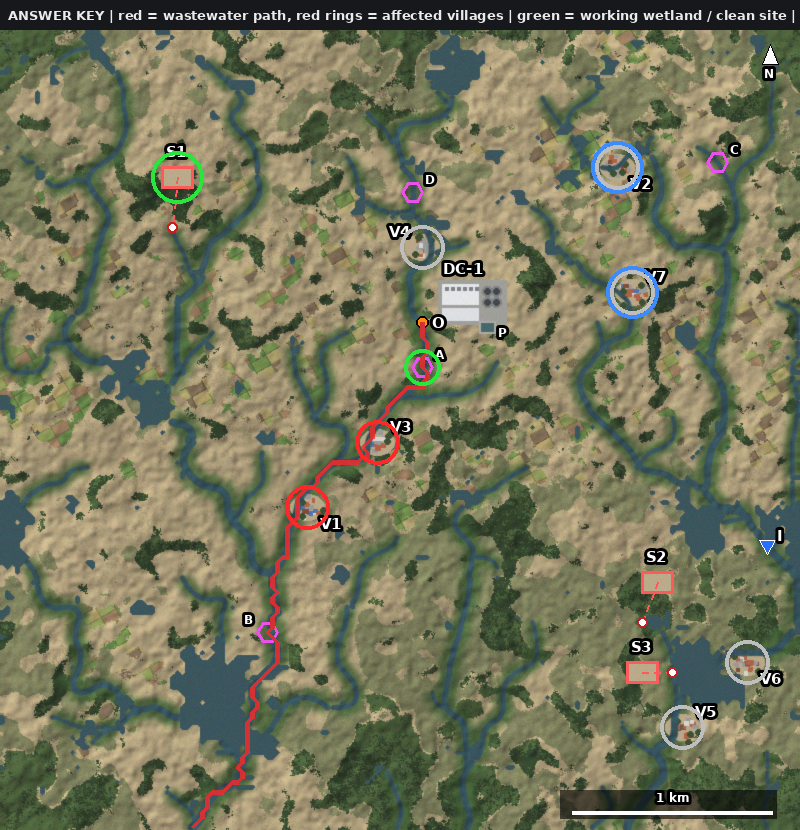 ANSWER KEY | red = wastewater path, red rings = affected villages | green = working wetland / clean site |
N
S1
C
D
V2
V4
DC-1
V7
O
P
A
V3
V1
I
S2
B
S3
V6
V5
1 km